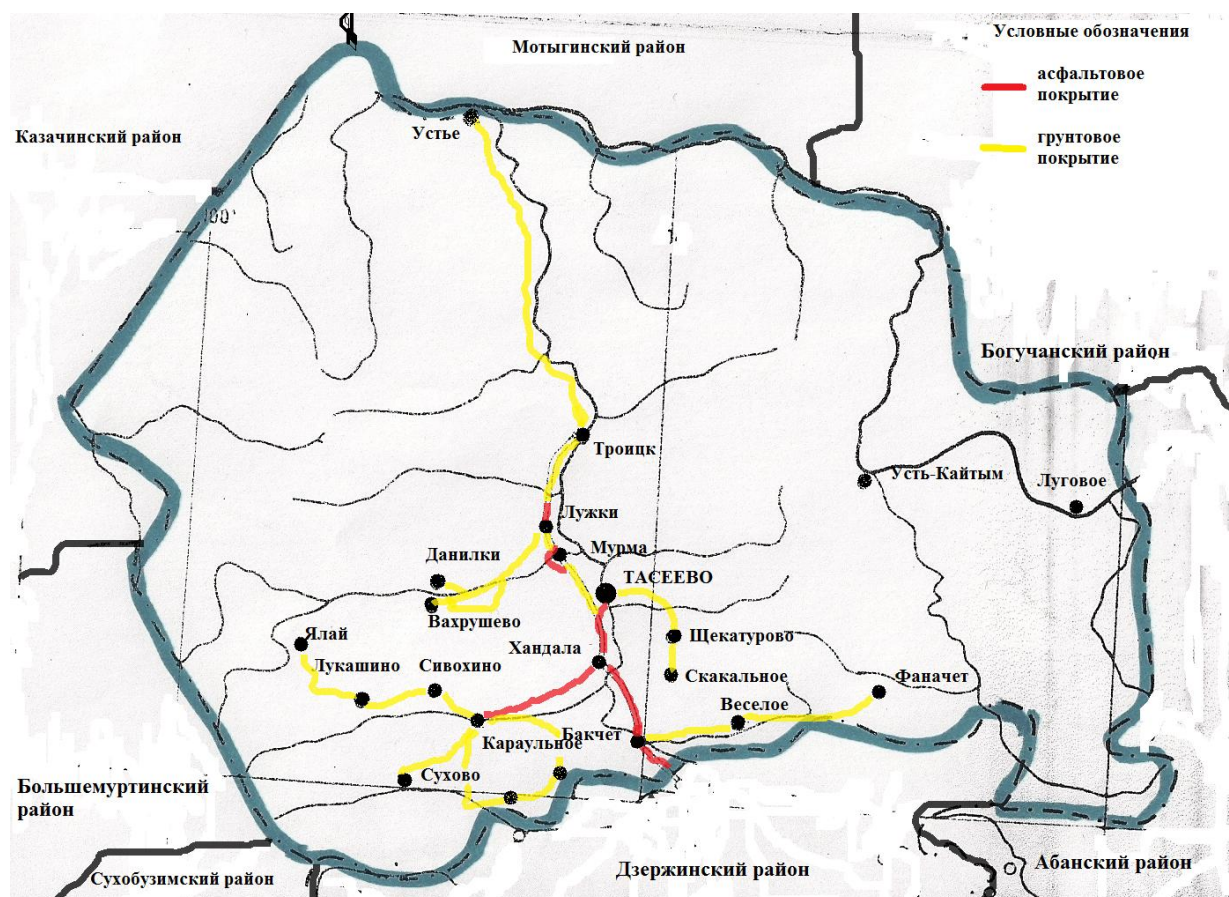 Мотыгинский район
Условные обозначения
асфальтовое
покрытие
грунтовое
покрытие
Казачинский район
Устье
Богучанский район
Троицк
Усть-Кайтым
Луговое
Лужки
Мурма
Данилки
ТАСЕЕВО
Вахрушево
Ялай
Хандала
Щекатурово
Лукашино
Сивохино
Скакальное
Фаначет
Веселое
Караульное
Бакчет
Сухово
Большемуртинский
район
Дзержинский район
Абанский район
Сухобузимский район